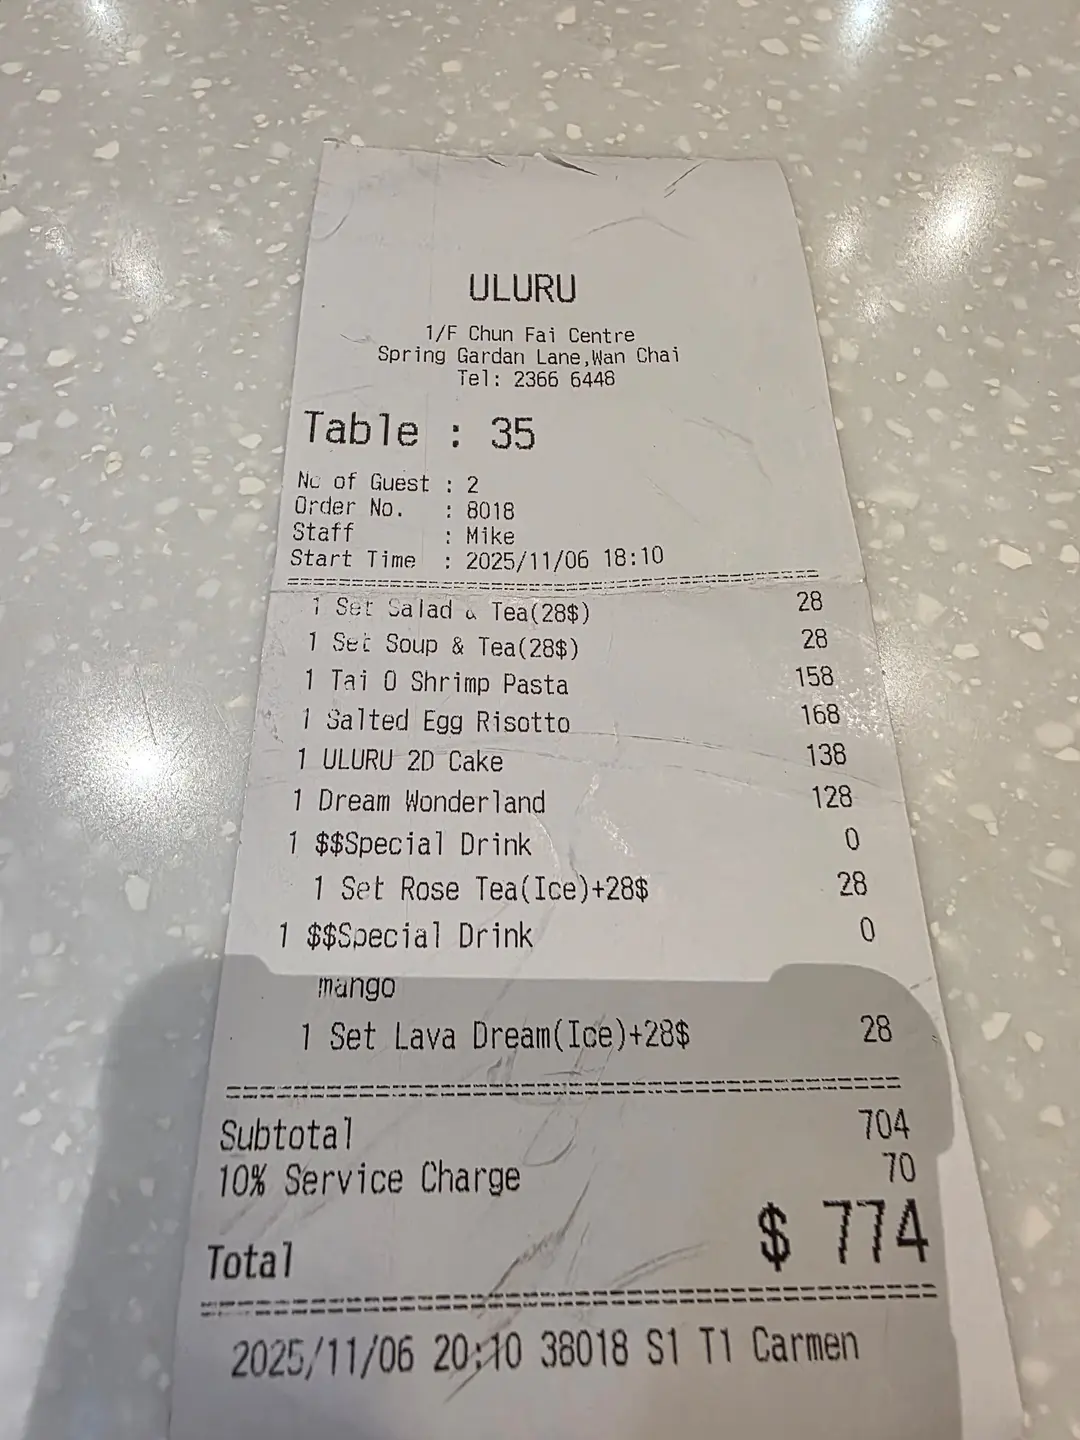 ULURU
1/F Chun Fai Centre
Spring Gardan Lane,Wan Chai
Tel: 2366 6448
Table : 35
No of Guest : 2
Order No. : 8018
Staff : Mike
Start Time : 2025/11/06 18:10
1 Set Salad & Tea(28$) 28
1 Set Soup & Tea(28$) 28
1 Tai O Shrimp Pasta 158
1 Salted Egg Risotto 168
1 ULURU 2D Cake 138
1 Dream Wonderland 128
1 $$Special Drink 0
1 Set Rose Tea(Ice)+28$ 28
1 $$Special Drink 0
mango
1 Set Lava Dream(Ice)+28$ 28
Subtotal 704
10% Service Charge 70
Total $ 774
2025/11/06 20:10 38018 S1 T1 Carmen